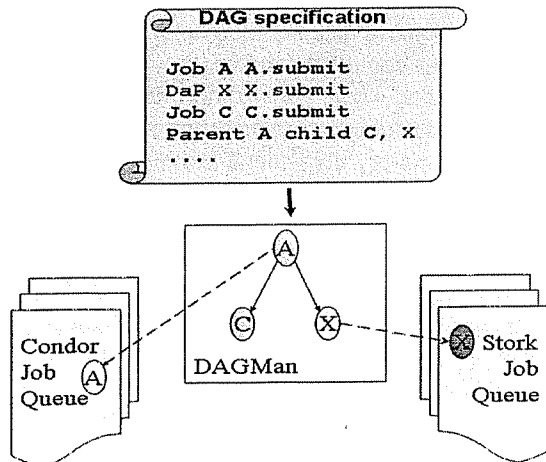 DAG specification
Job A A.submit
DaP X X.submit
Job C C.submit
Parent A child C, X
....
A
C
X
DAGMan
Condor
Job
Queue
A
X
Stork
Job
Queue